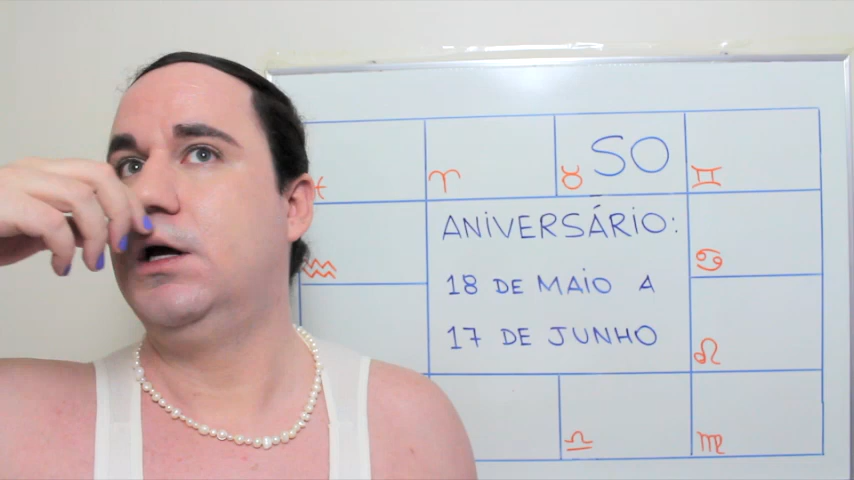 ♓ ♈ ♉ SO ♊
ANIVERSÁRIO:
♒ ♋
18 DE MAIO A
17 DE JUNHO
♌
♎ ♍